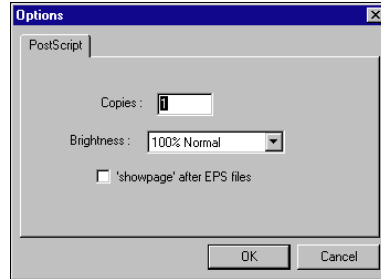 Options
PostScript
Copies : 1
Brightness : 100% Normal
'showpage' after EPS files
OK Cancel